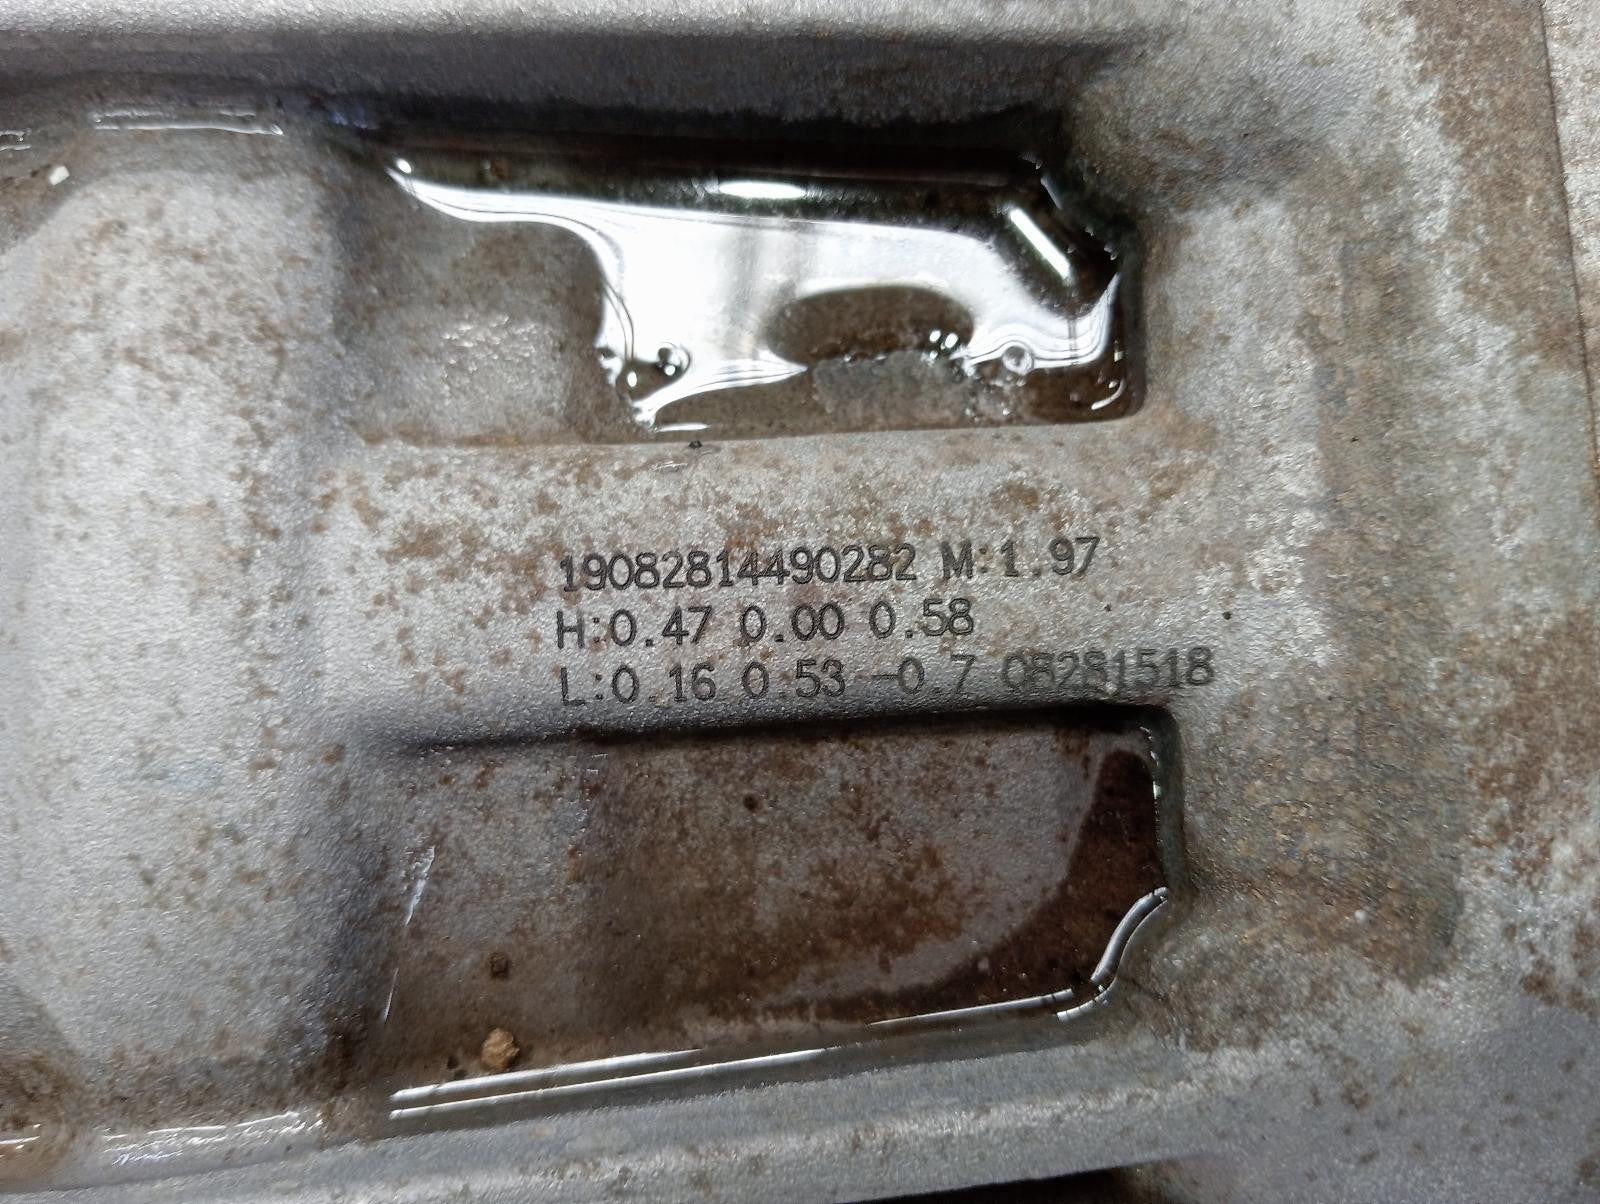 19082814490282 M:1.97
H:0.47 0.00 0.58
L:0.16 0.53 -0.7 08281518